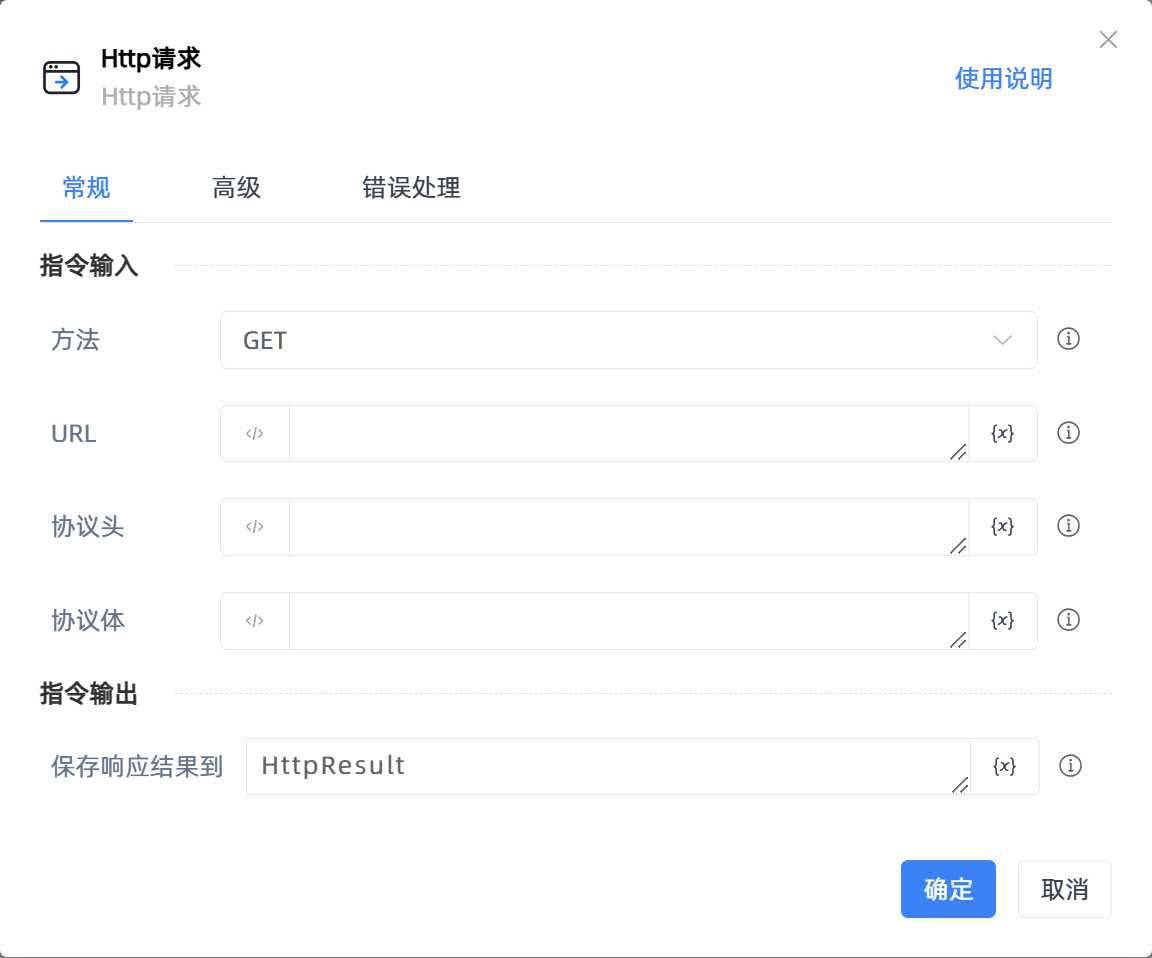 Http请求
Http请求
使用说明
常规 高级 错误处理
指令输入
方法 GET
URL </> {x}
协议头 </> {x}
协议体 </> {x}
指令输出
保存响应结果到 HttpResult {x}
确定 取消